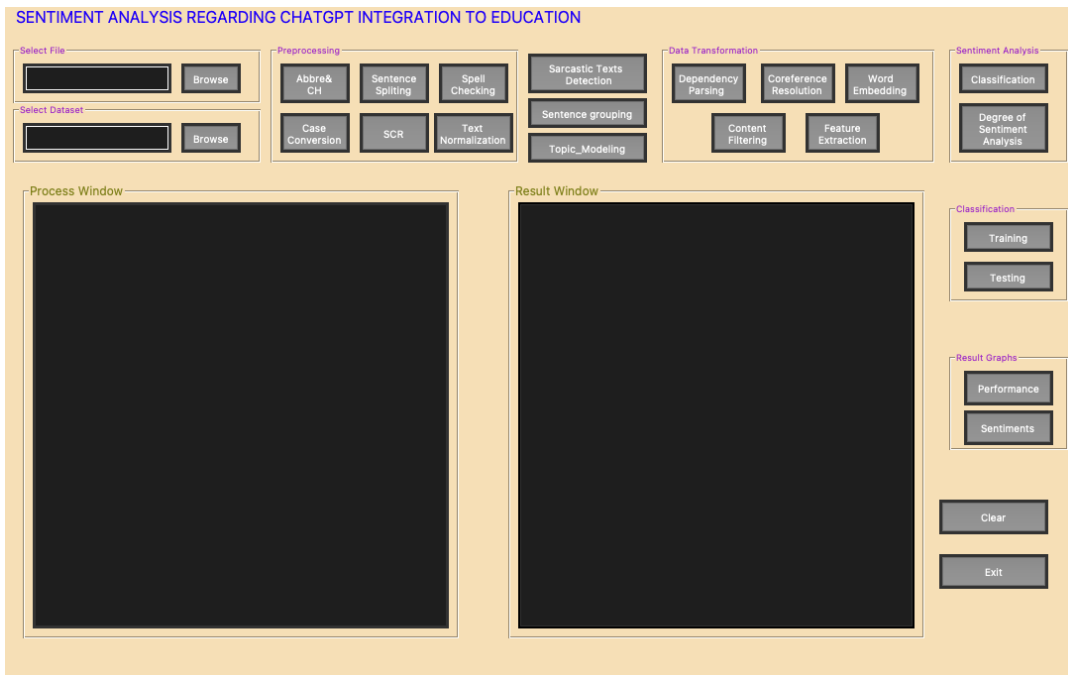 SENTIMENT ANALYSIS REGARDING CHATGPT INTEGRATION TO EDUCATION
Select File
Browse
Select Dataset
Browse
Preprocessing
Abbre&
CH
Sentence
Spliting
Spell
Checking
Case
Conversion
SCR
Text
Normalization
Sarcastic Texts
Detection
Sentence grouping
Topic_Modeling
Data Transformation
Dependency
Parsing
Coreference
Resolution
Word
Embedding
Content
Filtering
Feature
Extraction
Sentiment Analysis
Classification
Degree of
Sentiment
Analysis
Process Window
Result Window
Classification
Training
Testing
Result Graphs
Performance
Sentiments
Clear
Exit